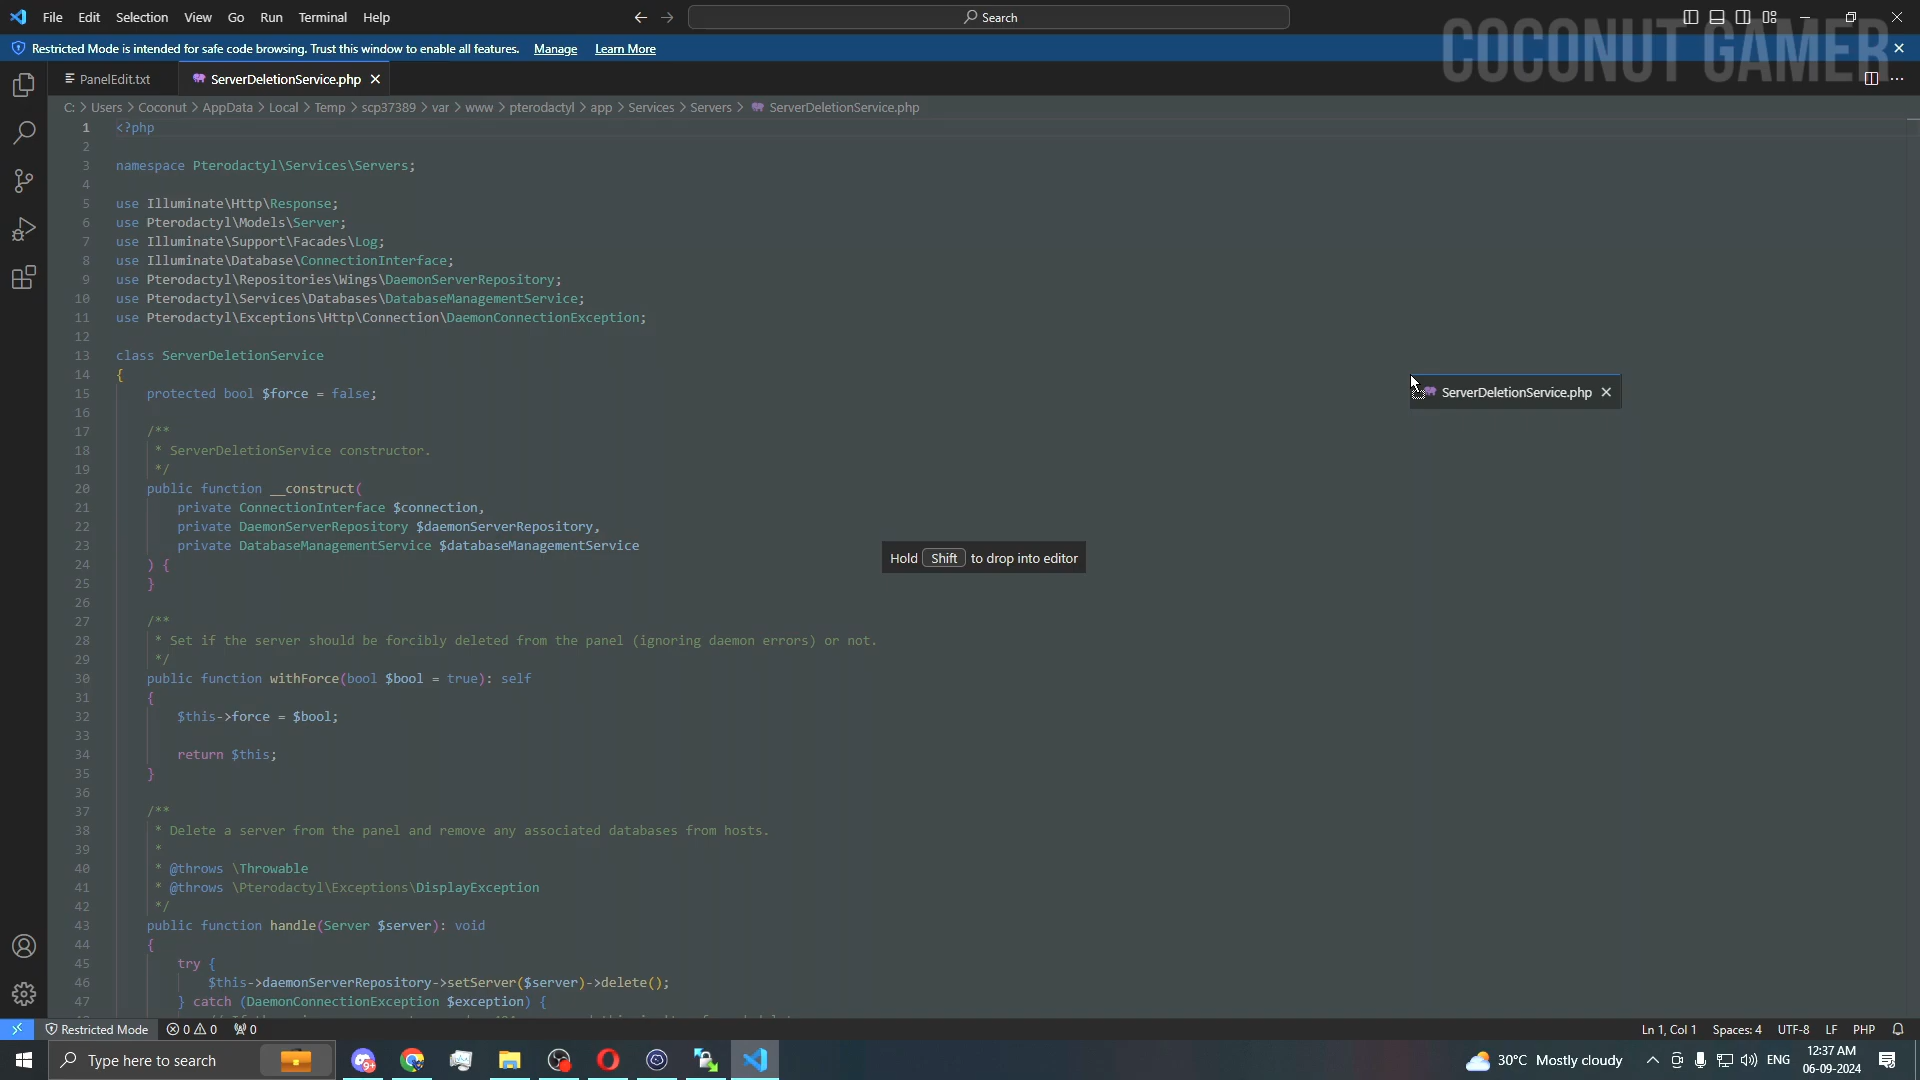 File Edit Selection View Go Run Terminal Help
Search
COCONUT GAMER
Restricted Mode is intended for safe code browsing. Trust this window to enable all features. Manage Learn More
PanelEdit.txt
ServerDeletionService.php
C: > Users > Coconut > AppData > Local > Temp > scp37389 > var > www > pterodactyl > app > Services > Servers > ServerDeletionService.php
1 <?php
2
3 namespace Pterodactyl\Services\Servers;
4
5 use Illuminate\Http\Response;
6 use Pterodactyl\Models\Server;
7 use Illuminate\Support\Facades\Log;
8 use Illuminate\Database\ConnectionInterface;
9 use Pterodactyl\Repositories\Wings\DaemonServerRepository;
10 use Pterodactyl\Services\Databases\DatabaseManagementService;
11 use Pterodactyl\Exceptions\Http\Connection\DaemonConnectionException;
12
13 class ServerDeletionService
14 {
15 protected bool $force = false;
16
17 /**
18 * ServerDeletionService constructor.
19 */
20 public function __construct(
21 private ConnectionInterface $connection,
22 private DaemonServerRepository $daemonServerRepository,
23 private DatabaseManagementService $databaseManagementService
24 ) {
25 }
26
27 /**
28 * Set if the server should be forcibly deleted from the panel (ignoring daemon errors) or not.
29 */
30 public function withForce(bool $bool = true): self
31 {
32 $this->force = $bool;
33
34 return $this;
35 }
36
37 /**
38 * Delete a server from the panel and remove any associated databases from hosts.
39 *
40 * @throws \Throwable
41 * @throws \Pterodactyl\Exceptions\DisplayException
42 */
43 public function handle(Server $server): void
44 {
45 try {
46 $this->daemonServerRepository->setServer($server)->delete();
47 } catch (DaemonConnectionException $exception) {
ServerDeletionService.php
Hold Shift to drop into editor
Restricted Mode 0 0 0
Ln 1, Col 1 Spaces: 4 UTF-8 LF PHP
Type here to search
30°C Mostly cloudy
ENG
12:37 AM
06-09-2024